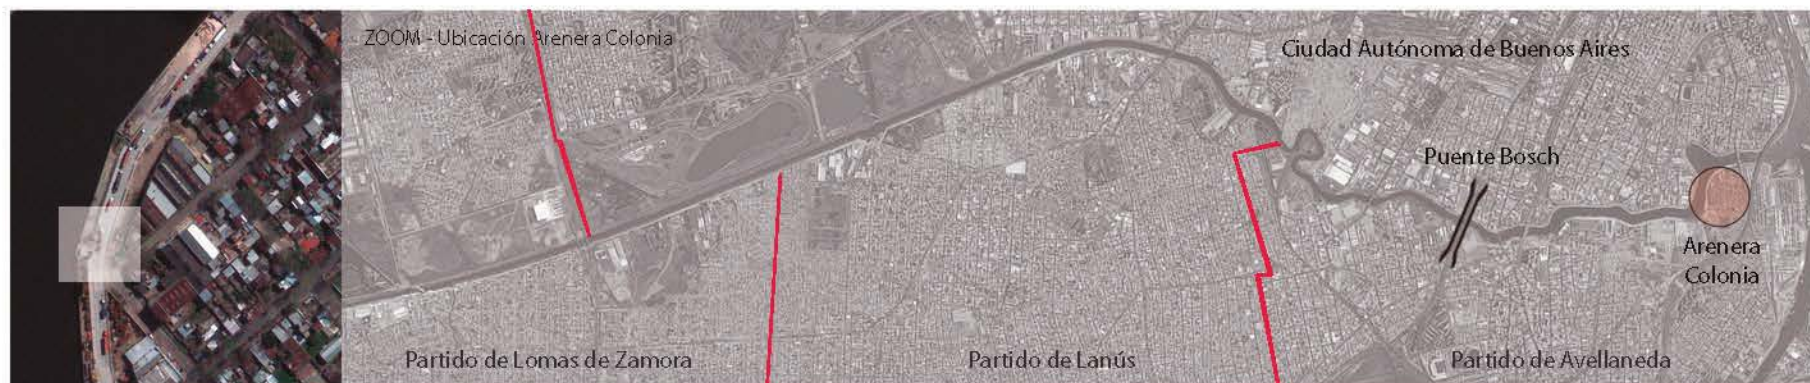 ZOOM - Ubicación Arenera Colonia
Ciudad Autónoma de Buenos Aires
Puente Bosch
Arenera
Colonia
Partido de Lomas de Zamora
Partido de Lanús
Partido de Avellaneda